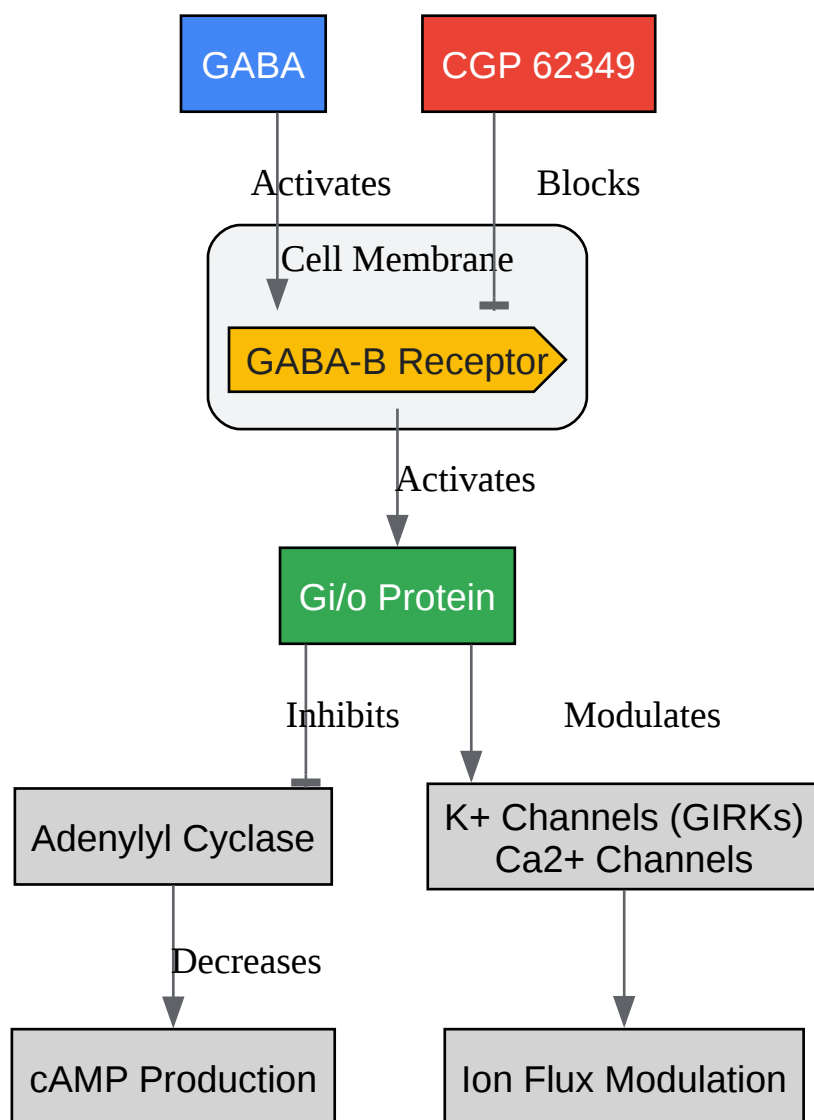 GABA
CGP 62349
Activates
Blocks
Cell Membrane
GABA-B Receptor
Activates
Gi/o Protein
Inhibits
Modulates
Adenylyl Cyclase
K+ Channels (GIRKs)
Ca2+ Channels
Decreases
cAMP Production
Ion Flux Modulation